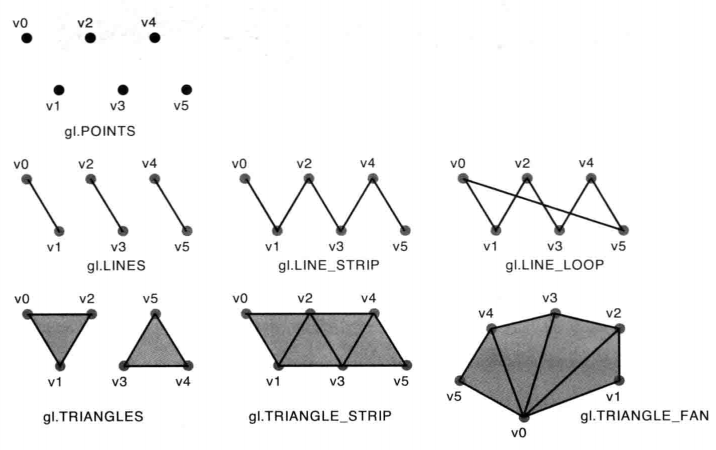 v0 v2 v4
v1 v3 v5
gl.POINTS
v0 v2 v4 v0 v2 v4 v0 v2 v4
v1 v3 v5 v1 v3 v5 v1 v3 v5
gl.LINES gl.LINE_STRIP gl.LINE_LOOP
v0 v2 v5 v0 v2 v4 v4 v3 v2
v1 v3 v4 v1 v3 v5 v5 v1
gl.TRIANGLES gl.TRIANGLE_STRIP v0 gl.TRIANGLE_FAN